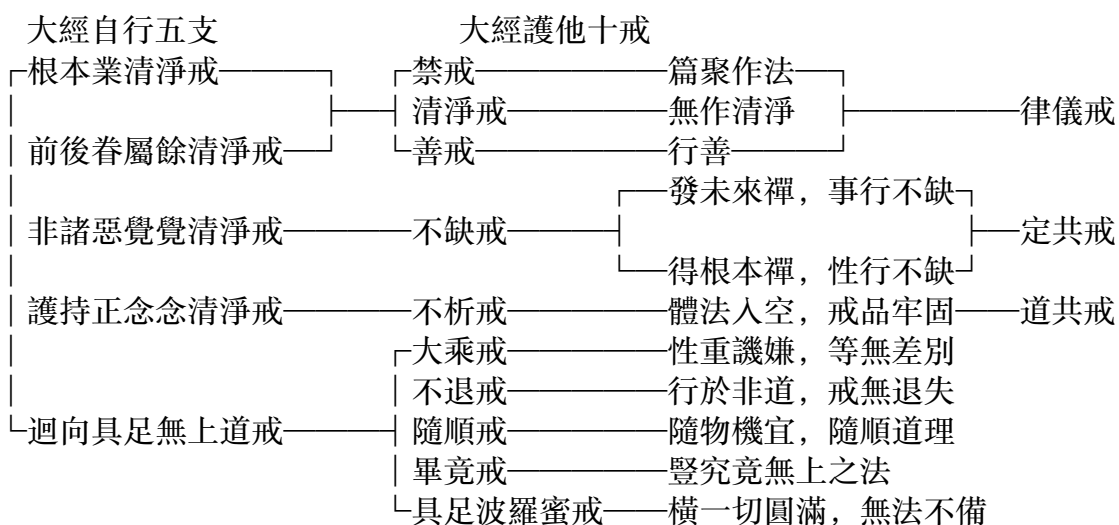 大經自行五支 大經護他十戒
根本業清淨戒 禁戒 篇聚作法
清淨戒 無作清淨 律儀戒
前後眷屬餘清淨戒 善戒 行善
發未來禪，事行不缺
非諸惡覺覺清淨戒 不缺戒 定共戒
得根本禪，性行不缺
護持正念念清淨戒 不析戒 體法入空，戒品牢固 道共戒
大乘戒 性重譏嫌，等無差別
不退戒 行於非道，戒無退失
迴向具足無上道戒 隨順戒 隨物機宜，隨順道理
畢竟戒 豎究竟無上之法
具足波羅蜜戒 橫一切圓滿，無法不備